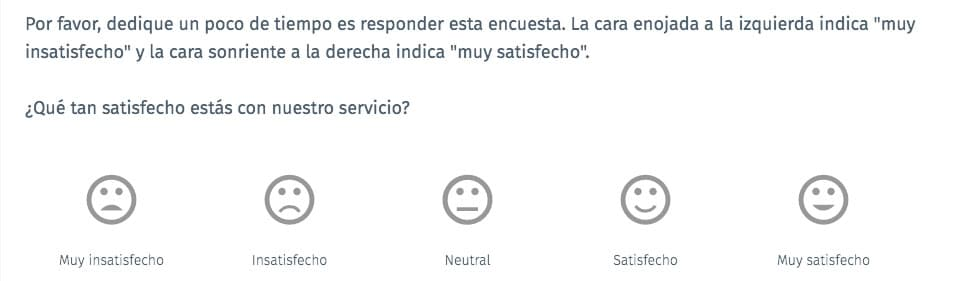 Por favor, dedique un poco de tiempo es responder esta encuesta. La cara enojada a la izquierda indica "muy
insatisfecho" y la cara sonriente a la derecha indica "muy satisfecho".
¿Qué tan satisfecho estás con nuestro servicio?
Muy insatisfecho
Insatisfecho
Neutral
Satisfecho
Muy satisfecho